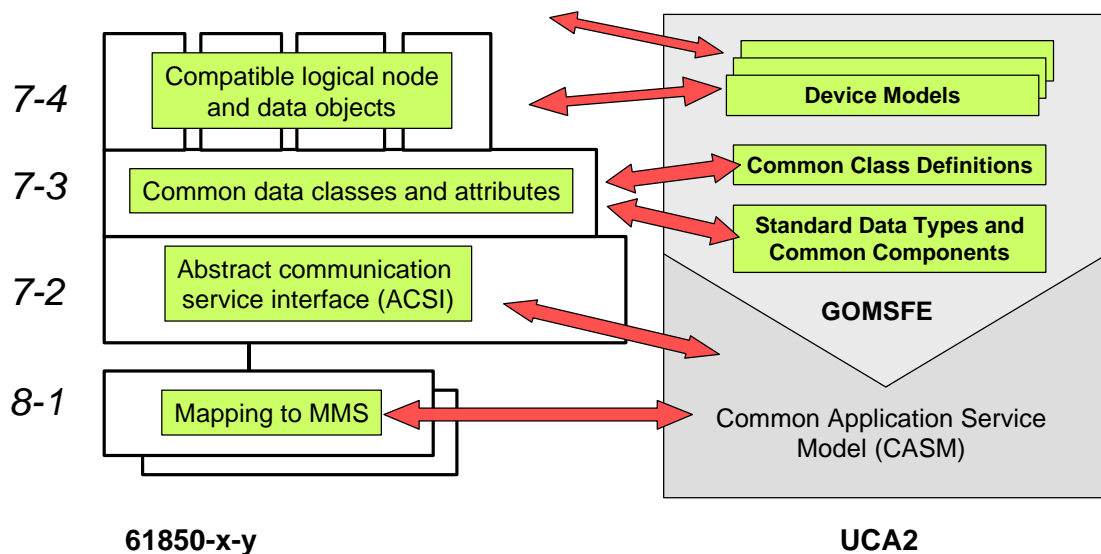 7-4
Compatible logical node
and data objects
7-3
Common data classes and attributes
7-2
Abstract communication
service interface (ACSI)
8-1
Mapping to MMS
61850-x-y
Device Models
Common Class Definitions
Standard Data Types and
Common Components
GOMSFE
Common Application Service
Model (CASM)
UCA2